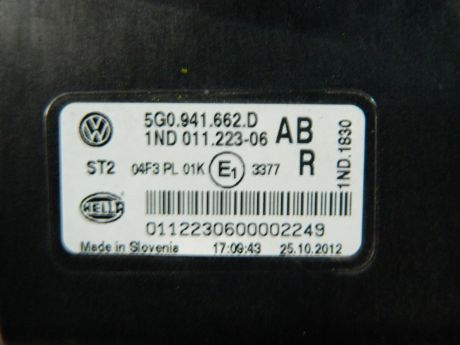 5G0.941.662.D
1ND 011.223-06
AB
R
1ND.1830
ST2 04F3 PL 01K E1 3377
HELLA
0112230600002249
Made in Slovenia 17:09:43 25.10.2012